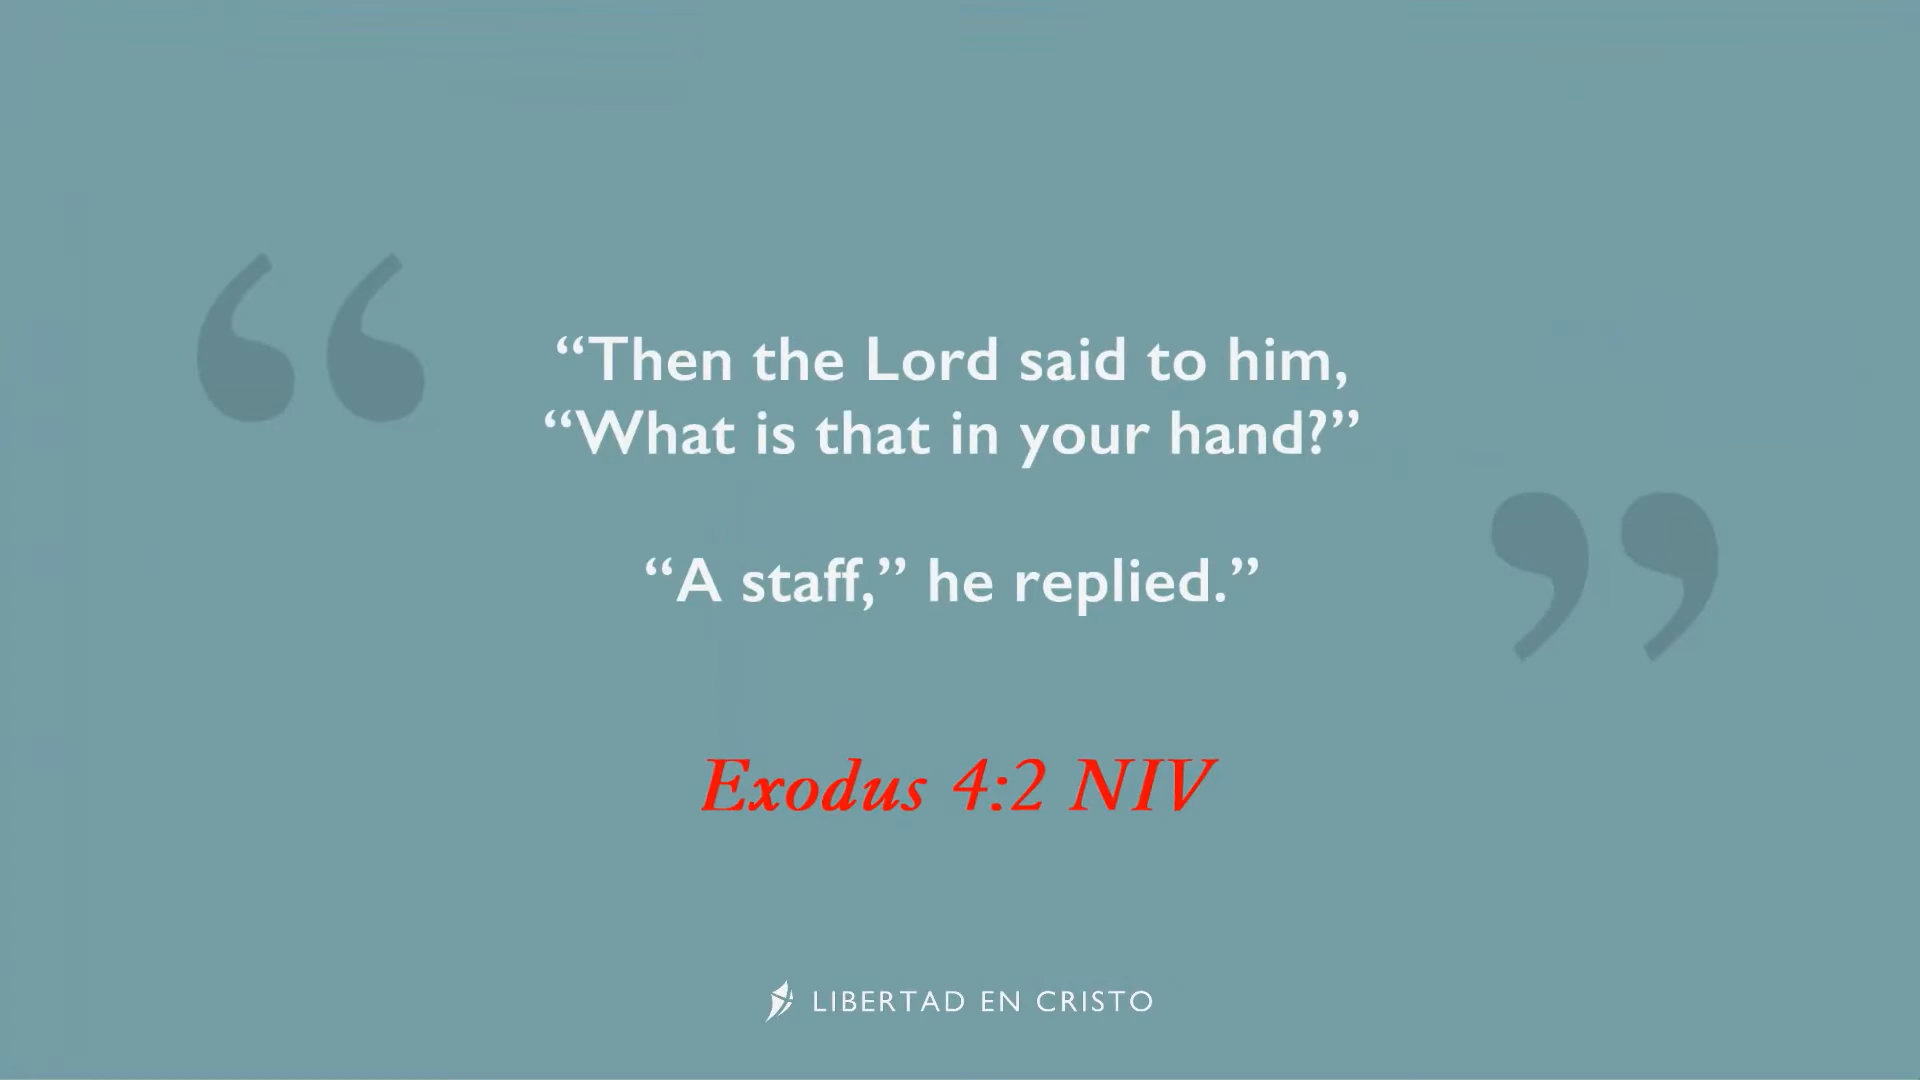 “Then the Lord said to him,
“What is that in your hand?”
“A staff,” he replied.”
Exodus 4:2 NIV
LIBERTAD EN CRISTO